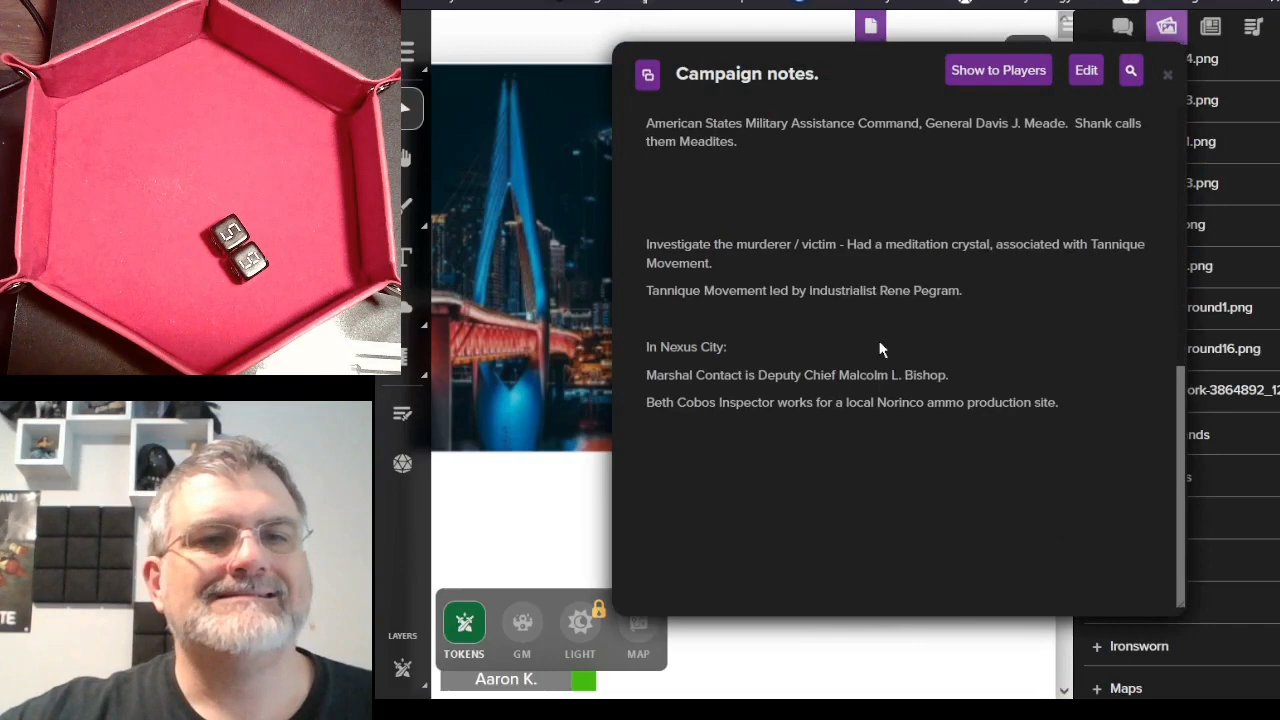 Campaign notes.
Show to Players
Edit
American States Military Assistance Command, General Davis J. Meade. Shank calls
them Meadites.
Investigate the murderer / victim - Had a meditation crystal, associated with Tannique
Movement.
Tannique Movement led by industrialist Rene Pegram.
In Nexus City:
Marshal Contact is Deputy Chief Malcolm L. Bishop.
Beth Cobos Inspector works for a local Norinco ammo production site.
4.png
3.png
.png
3.png
ng
.png
round1.png
round16.png
ork-3864892_12
nds
s
+ Ironsworn
+ Maps
LAYERS
TOKENS
GM
LIGHT
MAP
Aaron K.
5